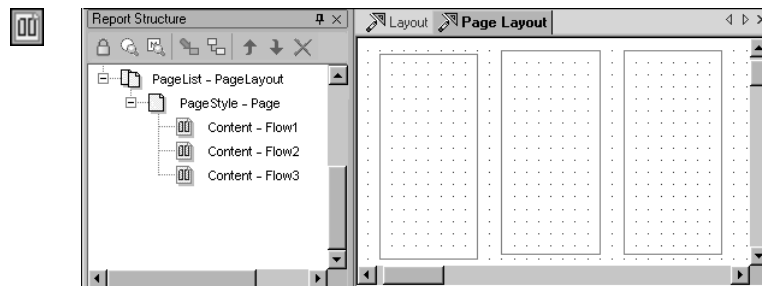 Report Structure
Layout
Page Layout
PageList - PageLayout
PageStyle - Page
Content - Flow1
Content - Flow2
Content - Flow3